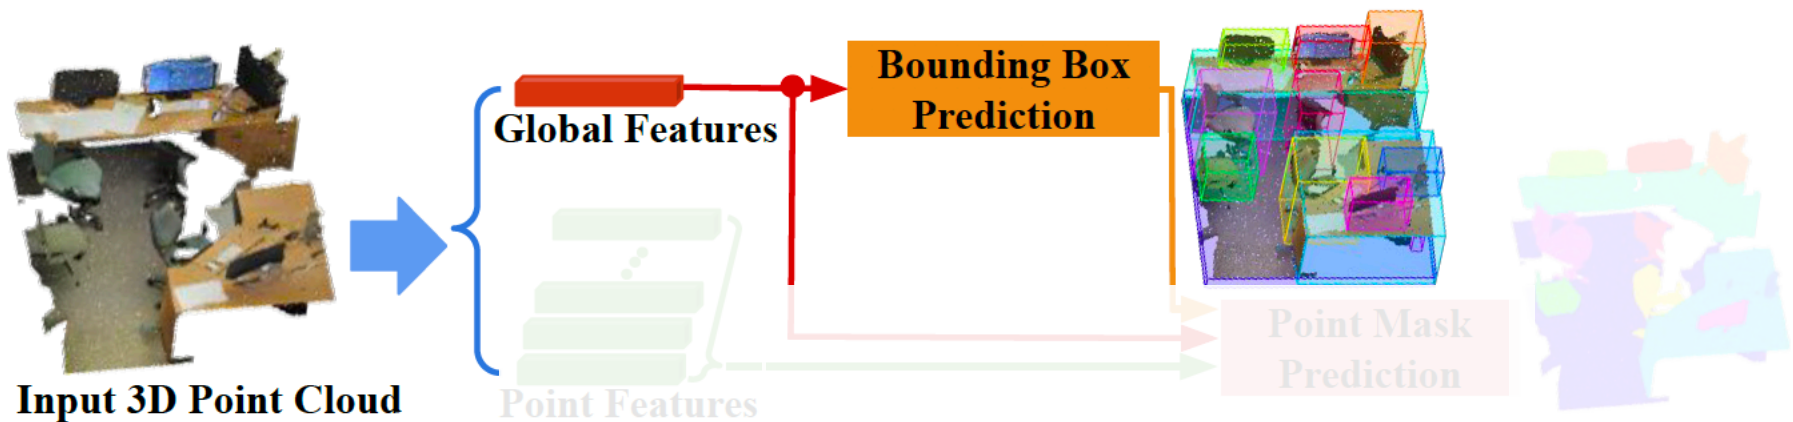 Bounding Box
Prediction
Global Features
Point Mask
Prediction
Input 3D Point Cloud
Point Features